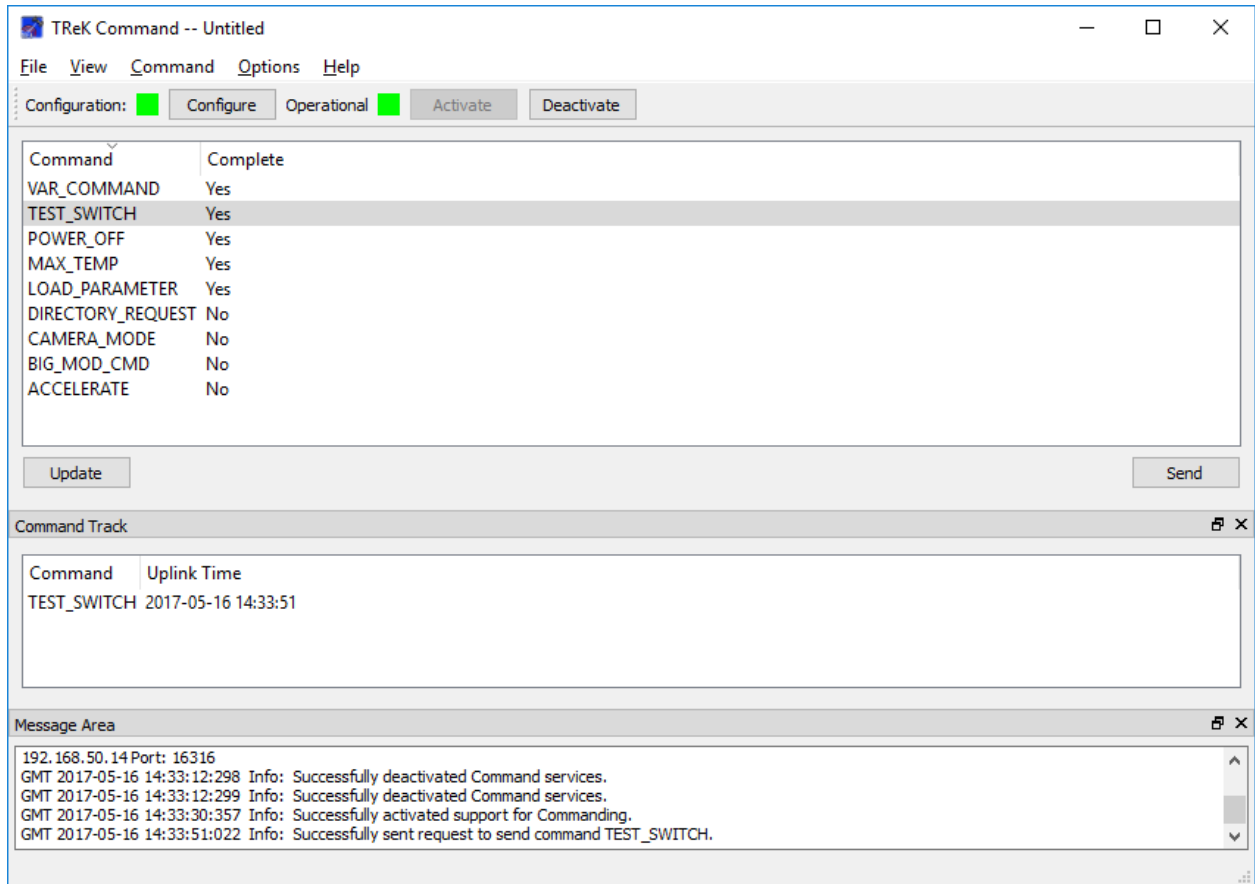 TReK Command -- Untitled
File View Command Options Help
Configuration: Configure Operational Activate Deactivate
Command Complete
VAR_COMMAND Yes
TEST_SWITCH Yes
POWER_OFF Yes
MAX_TEMP Yes
LOAD_PARAMETER Yes
DIRECTORY_REQUEST No
CAMERA_MODE No
BIG_MOD_CMD No
ACCELERATE No
Update Send
Command Track
Command Uplink Time
TEST_SWITCH 2017-05-16 14:33:51
Message Area
192.168.50.14 Port: 16316
GMT 2017-05-16 14:33:12:298 Info: Successfully deactivated Command services.
GMT 2017-05-16 14:33:12:299 Info: Successfully deactivated Command services.
GMT 2017-05-16 14:33:30:357 Info: Successfully activated support for Commanding.
GMT 2017-05-16 14:33:51:022 Info: Successfully sent request to send command TEST_SWITCH.